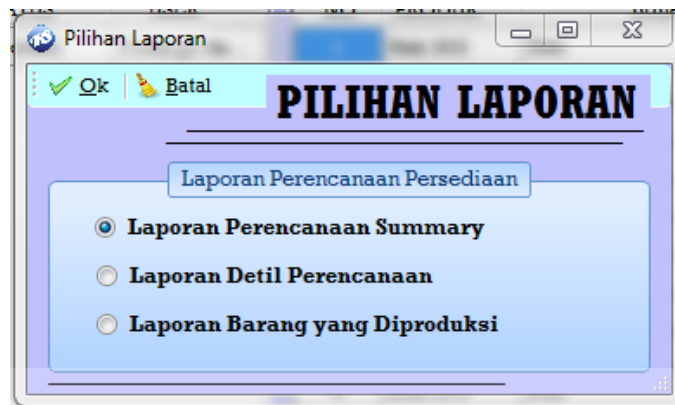 Pilihan Laporan
Ok Batal
PILIHAN LAPORAN
Laporan Perencanaan Persediaan
Laporan Perencanaan Summary
Laporan Detil Perencanaan
Laporan Barang yang Diproduksi